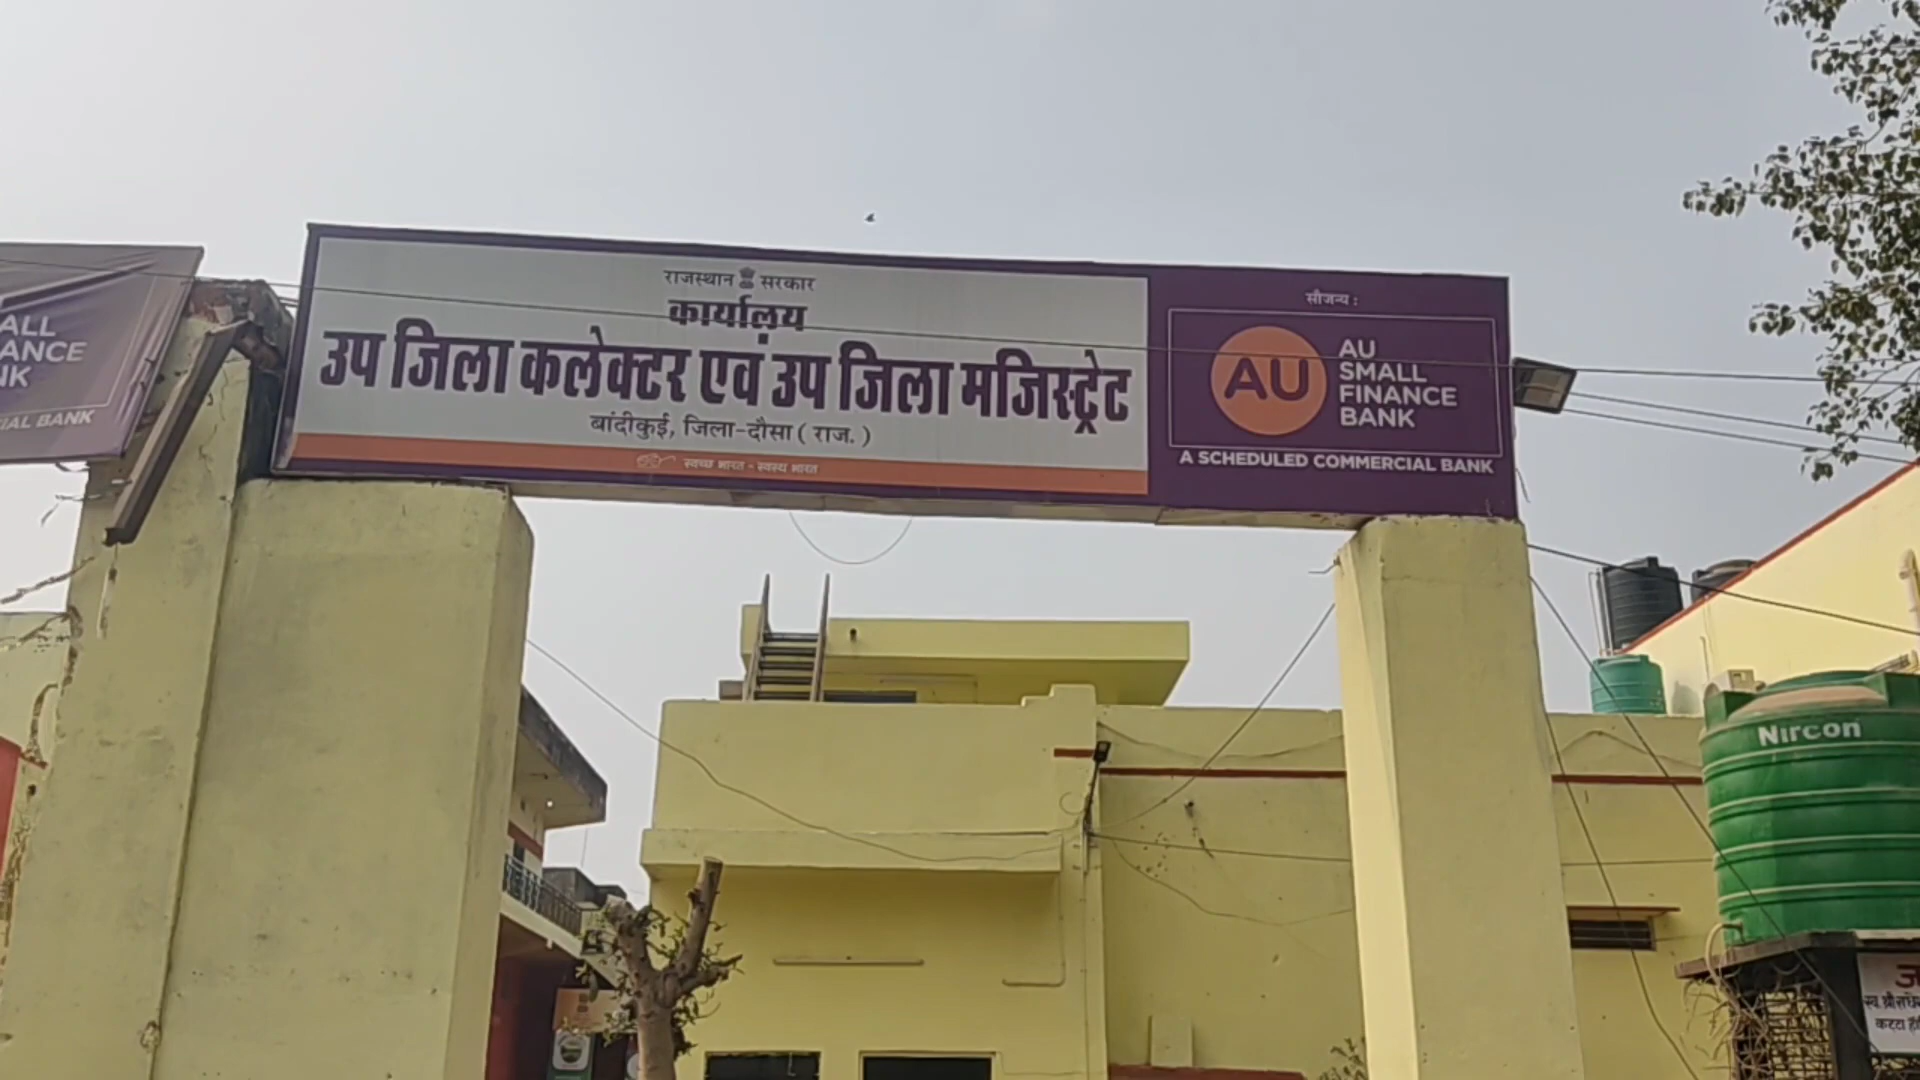 राजस्थान सरकार
कार्यालय
उप जिला कलेक्टर एवं उप जिला मजिस्ट्रेट
बांदीकुई, जिला-दौसा ( राज. )
स्वच्छ भारत - स्वस्थ भारत
सौजन्य :
AU
AU
SMALL
FINANCE
BANK
A SCHEDULED COMMERCIAL BANK
ALL
ANCE
NK
IAL BANK
Nircon